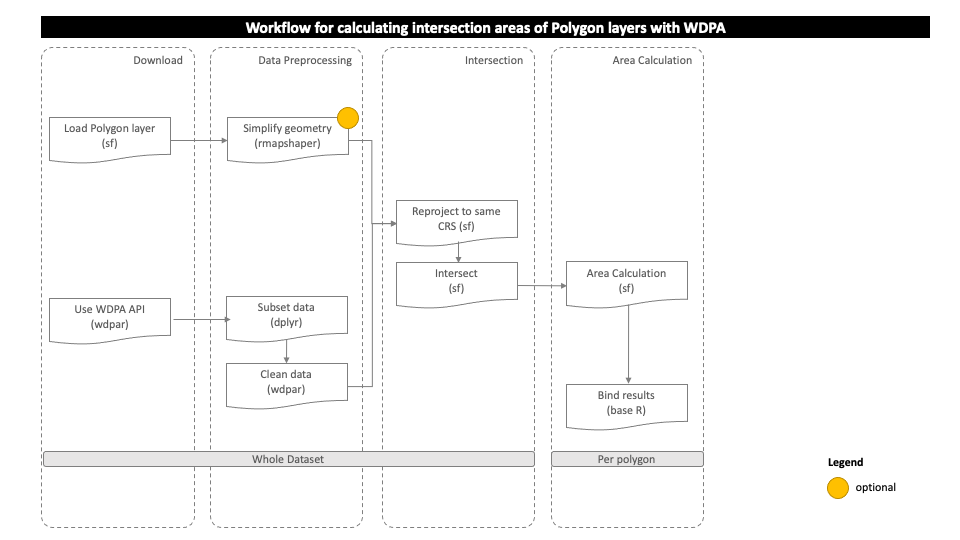 Workflow for calculating intersection areas of Polygon layers with WDPA
Download
Data Preprocessing
Intersection
Area Calculation
Load Polygon layer
(sf)
Simplify geometry
(rmapshaper)
Reproject to same
CRS (sf)
Intersect
(sf)
Area Calculation
(sf)
Use WDPA API
(wdpar)
Subset data
(dplyr)
Clean data
(wdpar)
Bind results
(base R)
Whole Dataset
Per polygon
Legend
optional